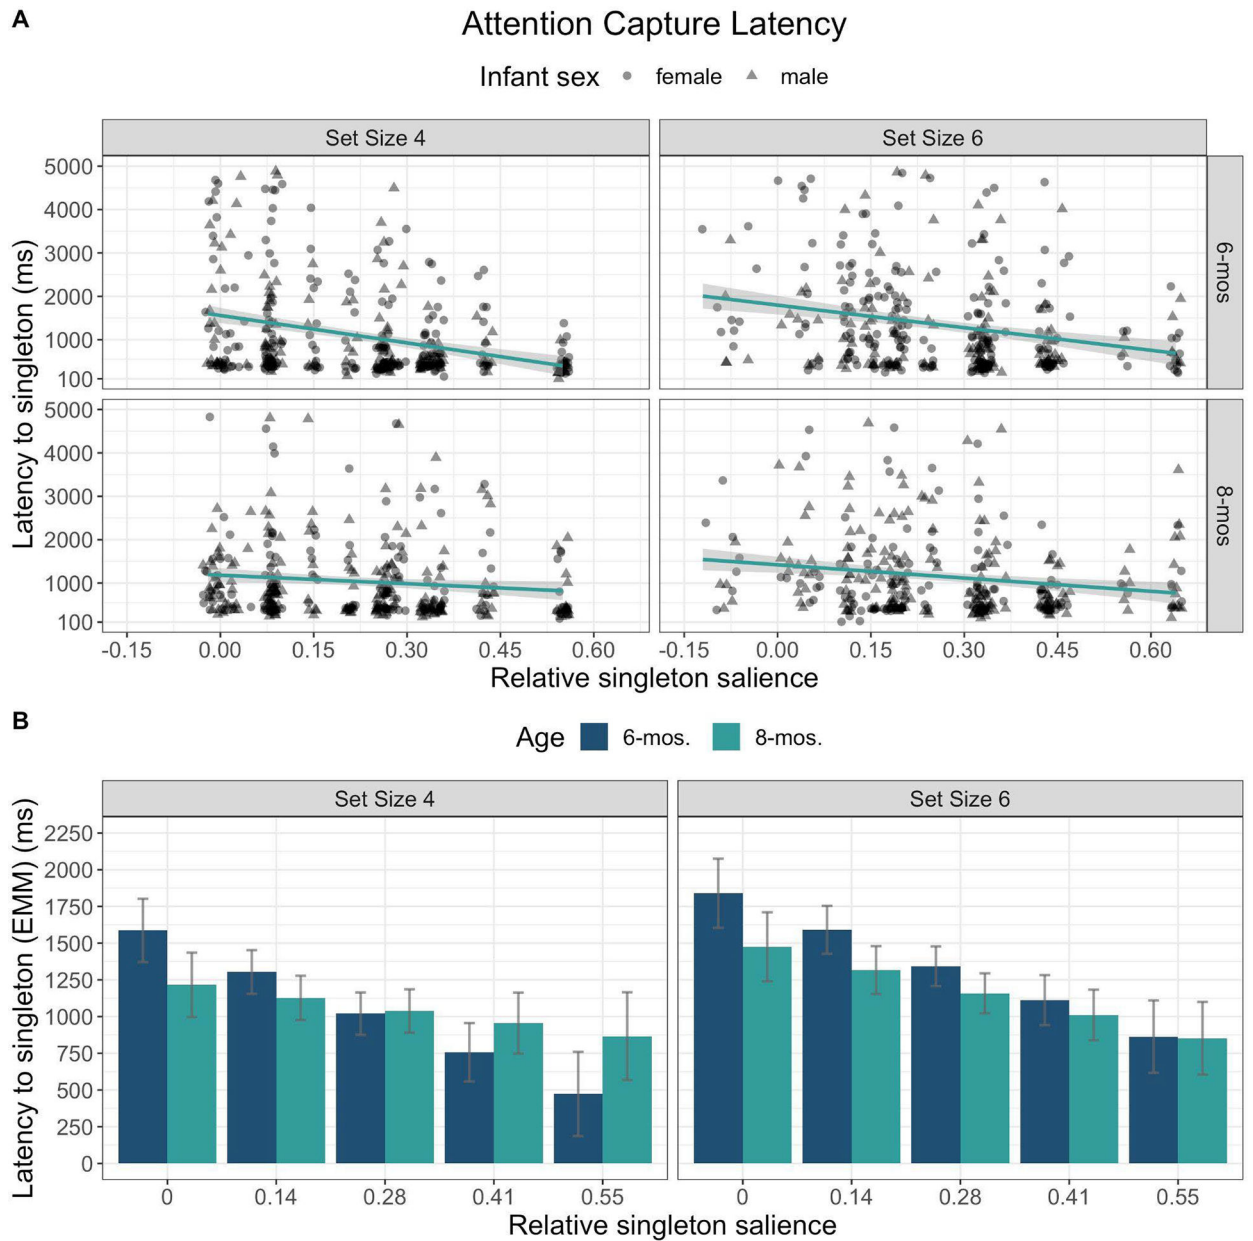 A
Attention Capture Latency
Infant sex female male
Set Size 4 Set Size 6
Latency to singleton (ms)
5000
4000
3000
2000
1000
100
6-mos
5000
4000
3000
2000
1000
100
8-mos
-0.15 0.00 0.15 0.30 0.45 0.60 -0.15 0.00 0.15 0.30 0.45 0.60
Relative singleton salience
B
Age 6-mos. 8-mos.
Set Size 4 Set Size 6
Latency to singleton (EMM) (ms)
2250
2000
1750
1500
1250
1000
750
500
250
0
0 0.14 0.28 0.41 0.55 0 0.14 0.28 0.41 0.55
Relative singleton salience